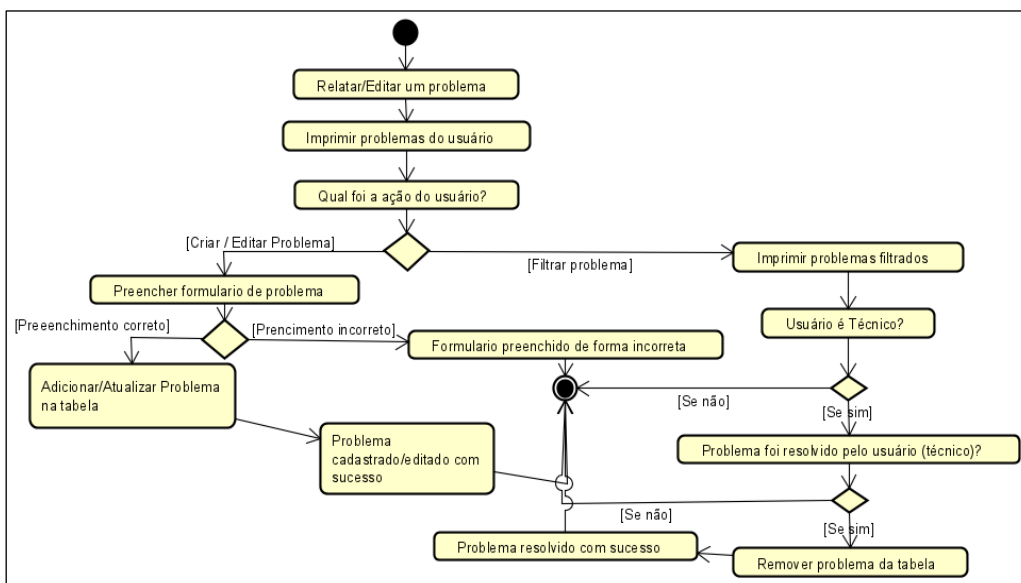 Relatar/Editar um problema
Imprimir problemas do usuário
Qual foi a ação do usuário?
[Criar / Editar Problema]
[Filtrar problema]
Imprimir problemas filtrados
Preencher formulario de problema
Usuário é Técnico?
[Preeenchimento correto]
[Prencimento incorreto]
Formulario preenchido de forma incorreta
Adicionar/Atualizar Problema
na tabela
[Se não]
[Se sim]
Problema
cadastrado/editado com
sucesso
Problema foi resolvido pelo usuário (técnico)?
[Se não]
[Se sim]
Problema resolvido com sucesso
Remover problema da tabela